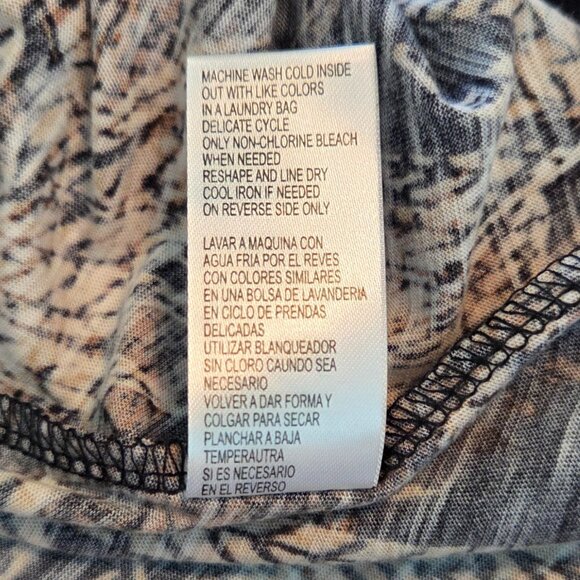 MACHINE WASH COLD INSIDE
OUT WITH LIKE COLORS
IN A LAUNDRY BAG
DELICATE CYCLE
ONLY NON-CHLORINE BLEACH
WHEN NEEDED
RESHAPE AND LINE DRY
COOL IRON IF NEEDED
ON REVERSE SIDE ONLY
LAVAR A MAQUINA CON
AGUA FRIA POR EL REVES
CON COLORES SIMILARES
EN UNA BOLSA DE LAVANDERIA
EN CICLO DE PRENDAS
DELICADAS
UTILIZAR BLANQUEADOR
SIN CLORO CAUNDO SEA
NECESARIO
VOLVER A DAR FORMA Y
COLGAR PARA SECAR
PLANCHAR A BAJA
TEMPERAUTRA
SI ES NECESARIO
EN EL REVERSO